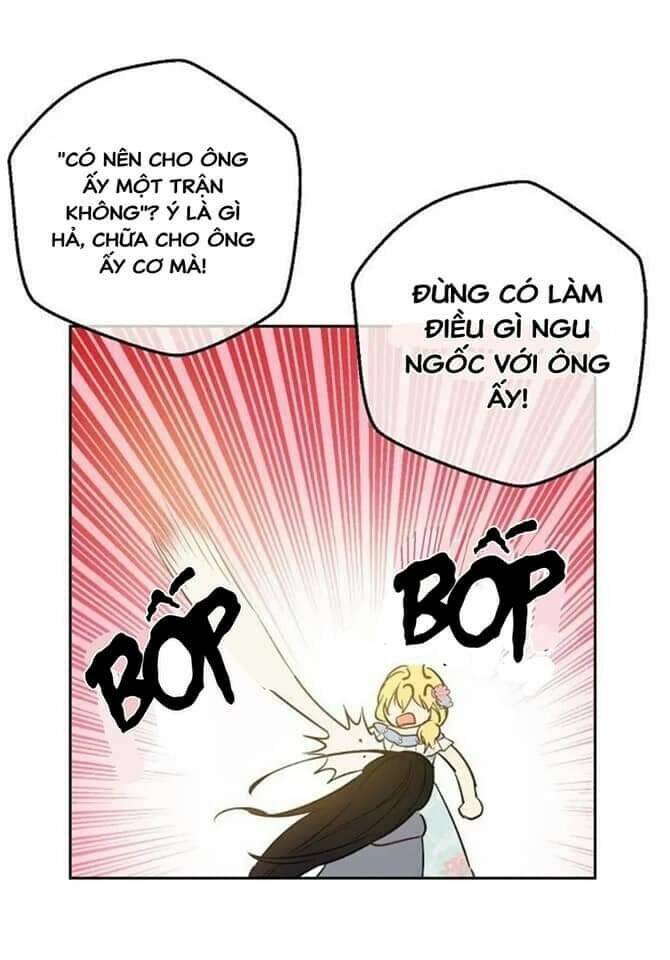 "CÓ NÊN CHO ÔNG
ẤY MỘT TRẬN
KHÔNG"? Ý LÀ GÌ
HẢ, CHỮA CHO ÔNG
ẤY CƠ MÀ!
ĐỪNG CÓ LÀM
ĐIỀU GÌ NGU
NGỐC VỚI ÔNG
ẤY!
BỐP
BỐP